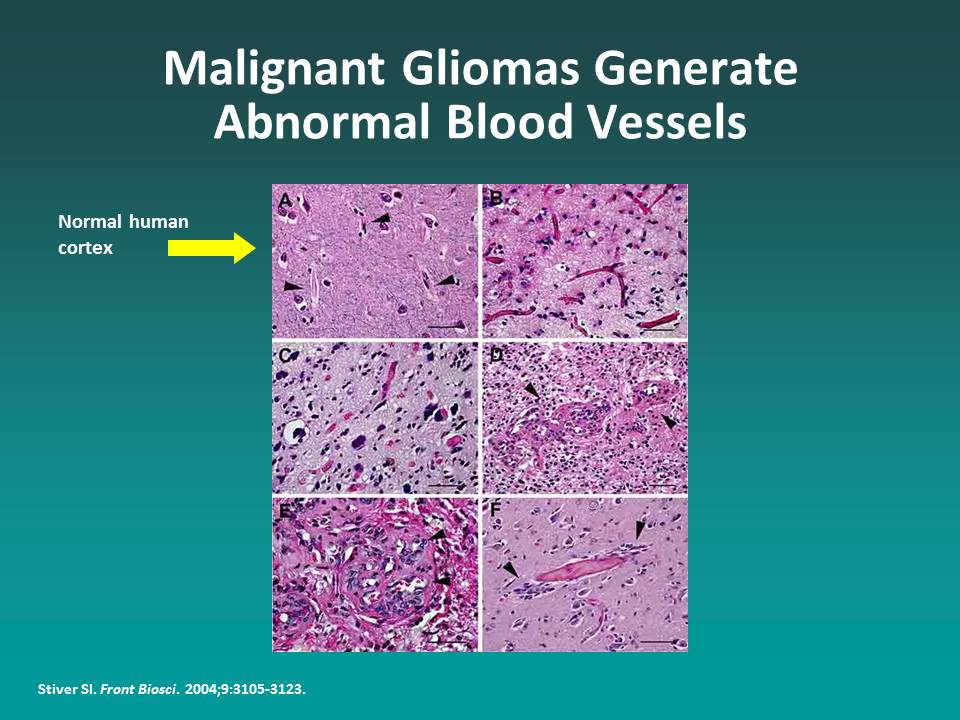 Malignant Gliomas Generate
Abnormal Blood Vessels
Normal human
cortex
A
B
C
D
E
F
Stiver SI. Front Biosci. 2004;9:3105-3123.